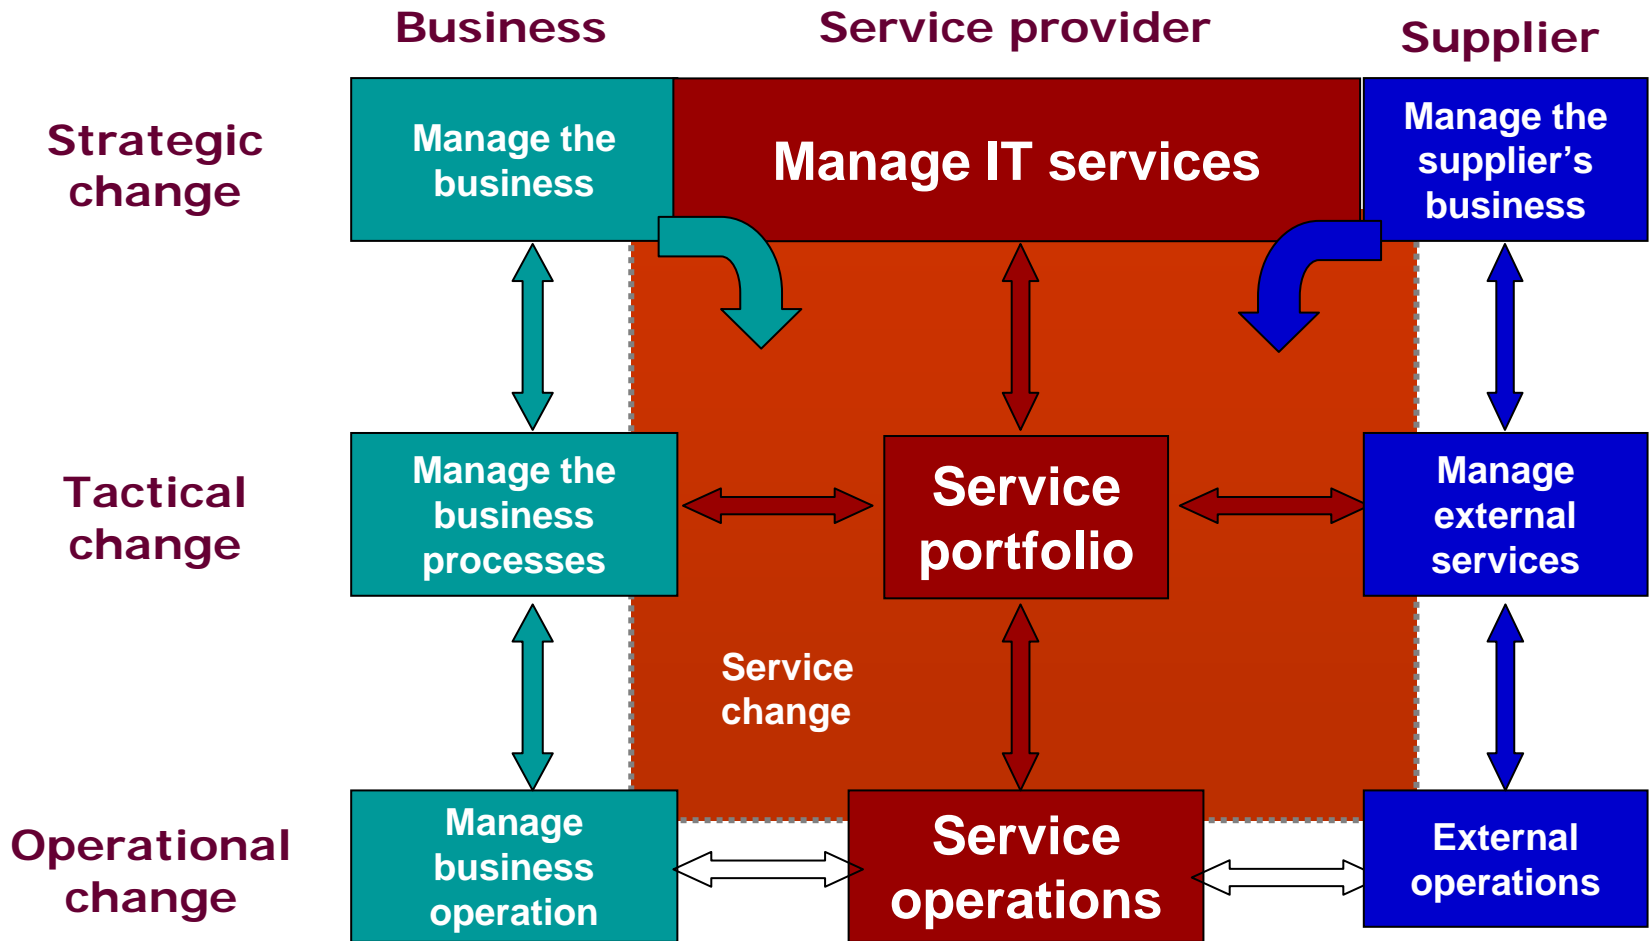 Business
Service provider
Supplier
Strategic
change
Manage the
business
Manage IT services
Manage the
supplier’s
business
Tactical
change
Manage the
business
processes
Service
portfolio
Manage
external
services
Service
change
Operational
change
Manage
business
operation
Service
operations
External
operations